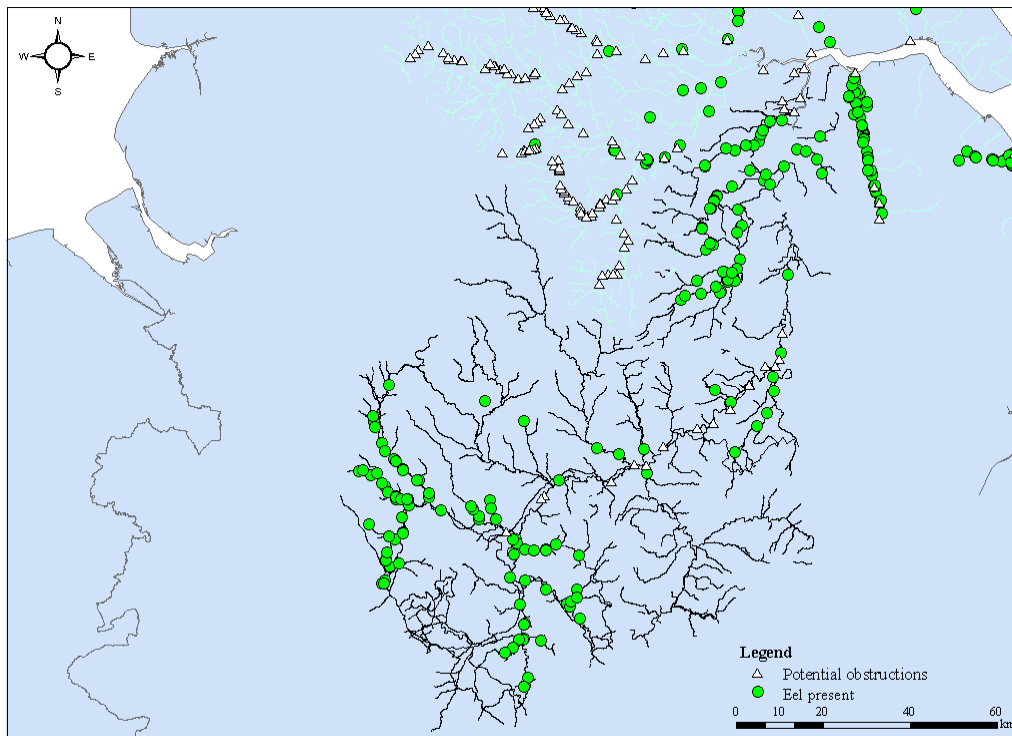 N
W E
S
Legend
Potential obstructions
Eel present
0 10 20 40 60
km